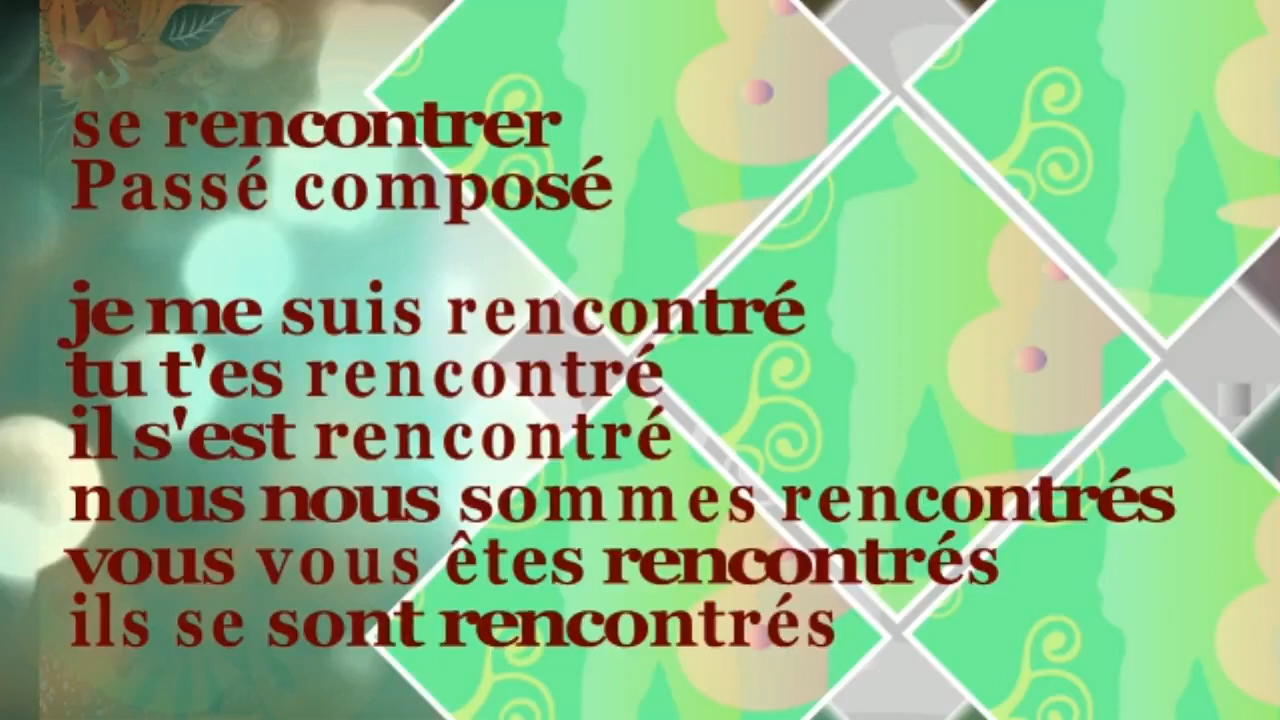 se rencontrer
Passé composé
je me suis rencontré
tu t'es rencontré
il s'est rencontré
nous nous sommes rencontrés
vous vous êtes rencontrés
ils se sont rencontrés